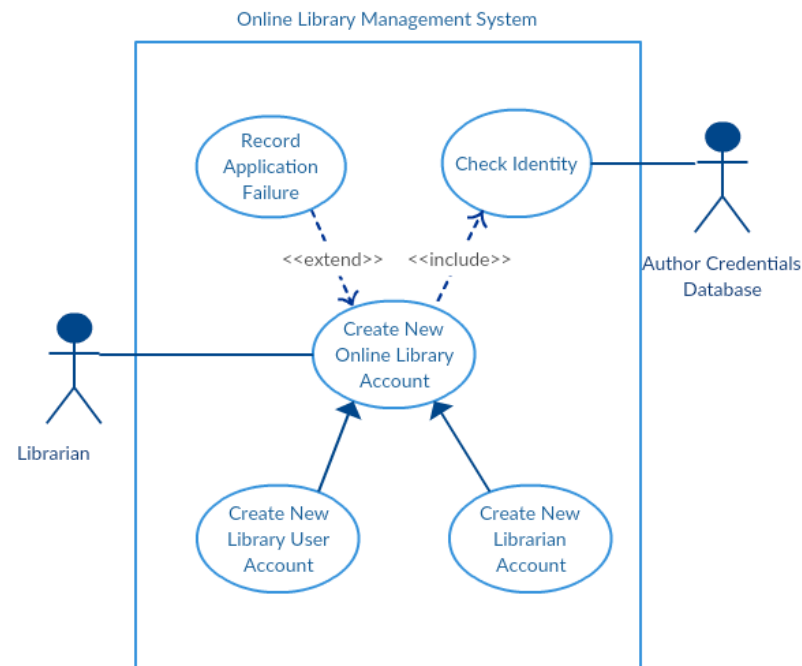 Online Library Management System
Record
Application
Failure
Check Identity
<<extend>>
<<include>>
Author Credentials
Database
Create New
Online Library
Account
Librarian
Create New
Library User
Account
Create New
Librarian
Account